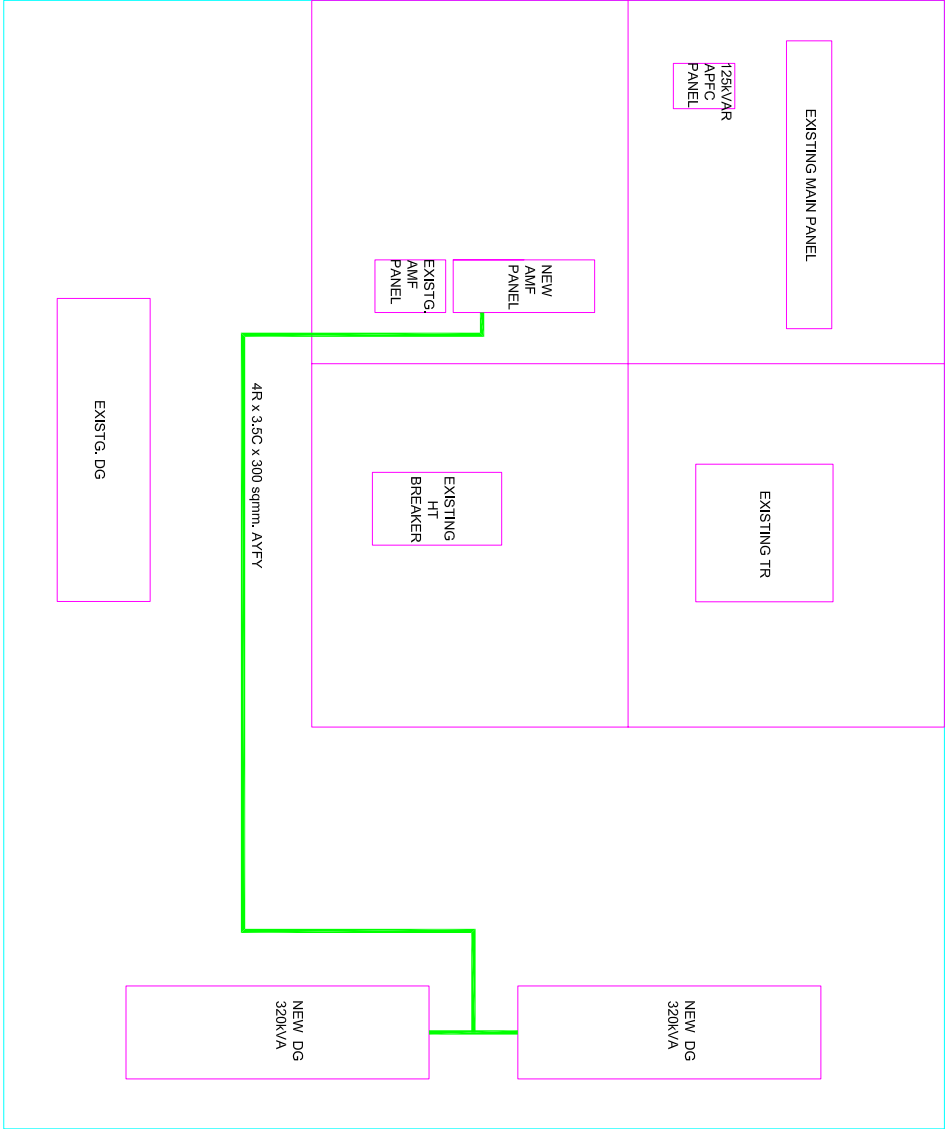 125kVAR
APFC
PANEL
EXISTING MAIN PANEL
EXISTG.
AMF
PANEL
NEW
AMF
PANEL
EXISTG. DG
4R x 3.5C x 300 sqmm. AYFY
EXISTING
HT
BREAKER
EXISTING TR
NEW DG
320kVA
NEW DG
320kVA